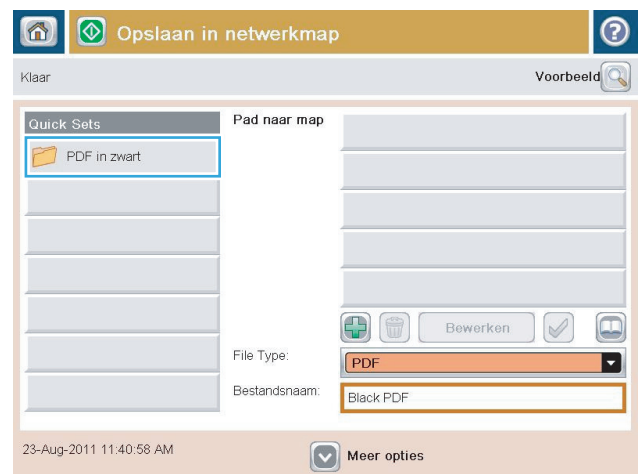 Opslaan in netwerkmap
Klaar
Voorbeeld
Quick Sets
Pad naar map
PDF in zwart
Bewerken
File Type:
PDF
Bestandsnaam:
Black PDF
23-Aug-2011 11:40:58 AM
Meer opties